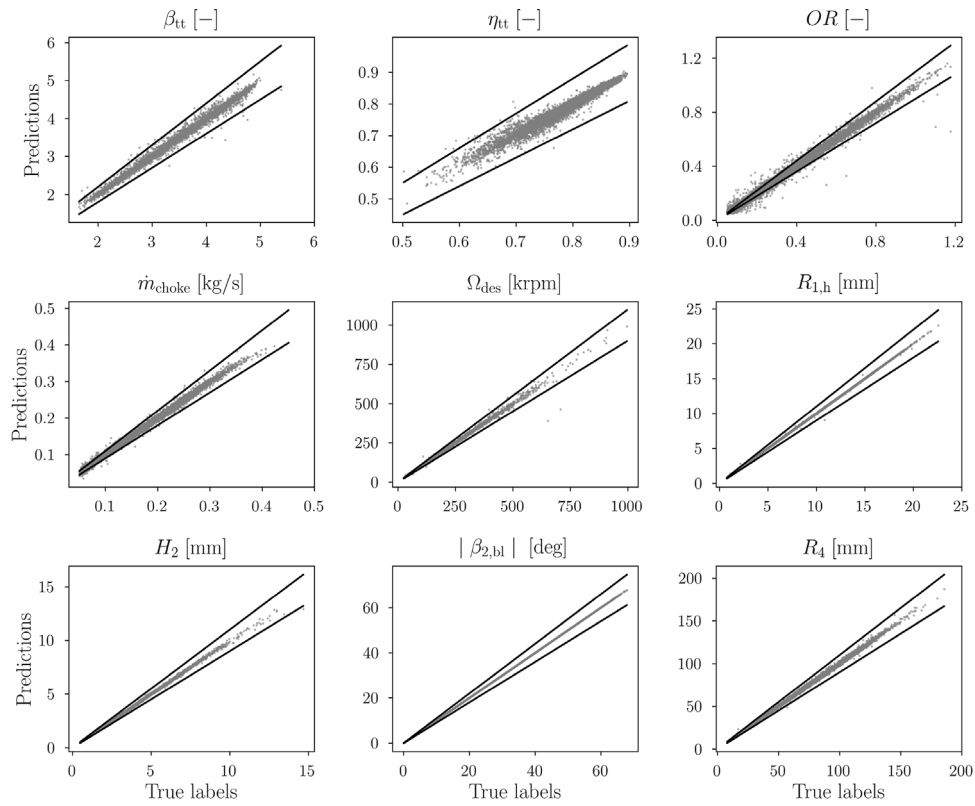 β_tt [−]
6
5
4
3
2
2 3 4 5 6
Predictions
η_tt [−]
0.9
0.8
0.7
0.6
0.5
0.5 0.6 0.7 0.8 0.9
OR [−]
1.2
0.8
0.4
0.0
0.0 0.4 0.8 1.2
ṁ_choke [kg/s]
0.5
0.4
0.3
0.2
0.1
0.1 0.2 0.3 0.4 0.5
Predictions
Ω_des [krpm]
1000
750
500
250
0
0 250 500 750 1000
R_1,h [mm]
25
20
15
10
5
0
0 5 10 15 20 25
H_2 [mm]
15
10
5
0
0 5 10 15
Predictions
True labels
| β_2,bl | [deg]
60
40
20
0
0 20 40 60
True labels
R_4 [mm]
200
150
100
50
0
0 50 100 150 200
True labels